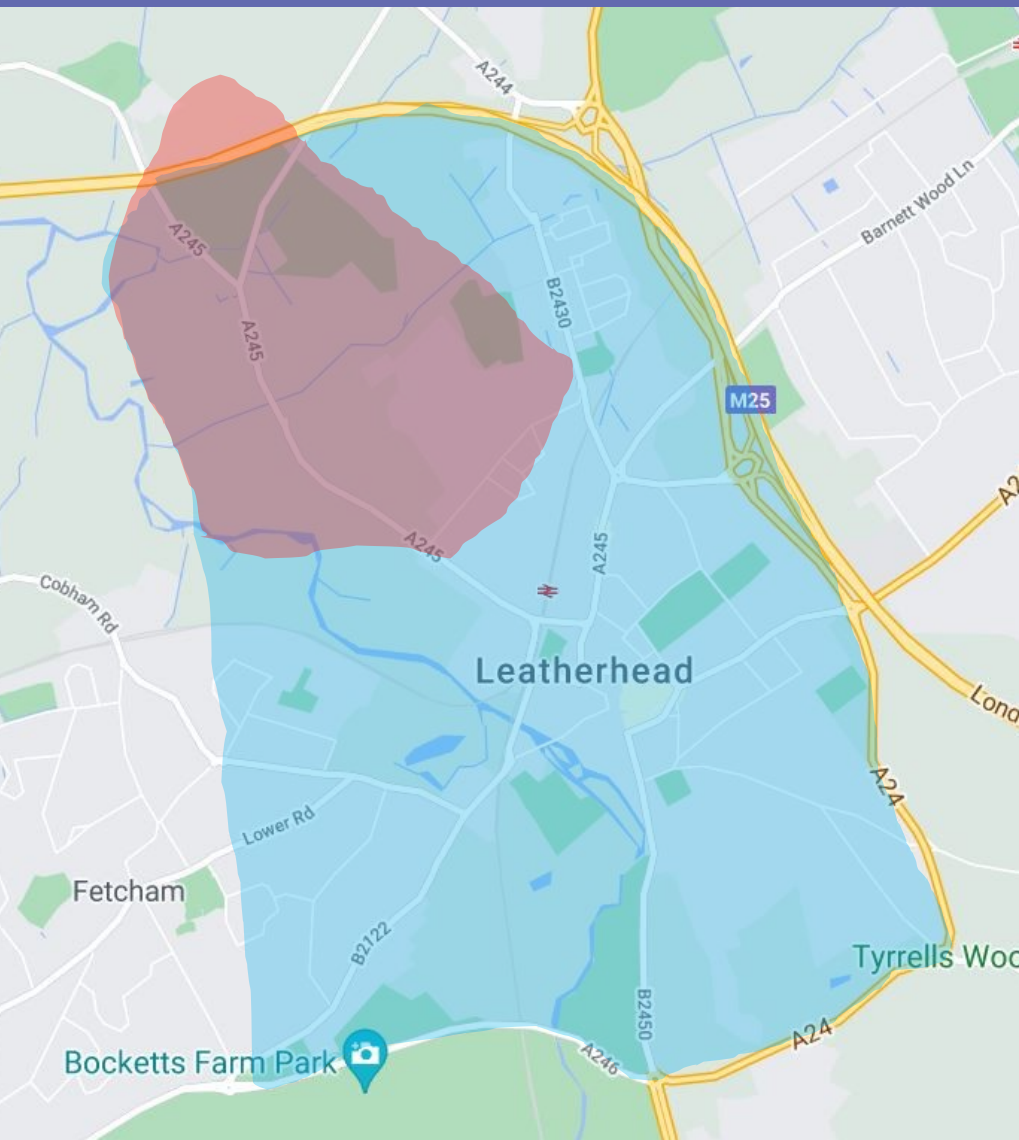 A244
Barnett Wood Ln
A245
B2430
A245
M25
A2
A245
A245
Cobham Rd
Leatherhead
Lond
A24
Lower Rd
Fetcham
B2122
Tyrrells Woo
B2450
A24
A246
Bocketts Farm Park